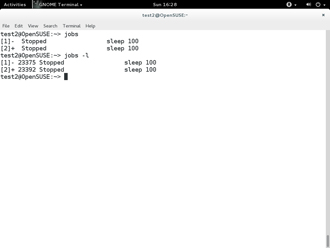 Activities GNOME Terminal Sun 16:28
test2@OpenSUSE:~
File Edit View Search Terminal Help
test2@OpenSUSE:~> jobs
[1]- Stopped sleep 100
[2]+ Stopped sleep 100
test2@OpenSUSE:~> jobs -l
[1]- 23375 Stopped sleep 100
[2]+ 23392 Stopped sleep 100
test2@OpenSUSE:~>